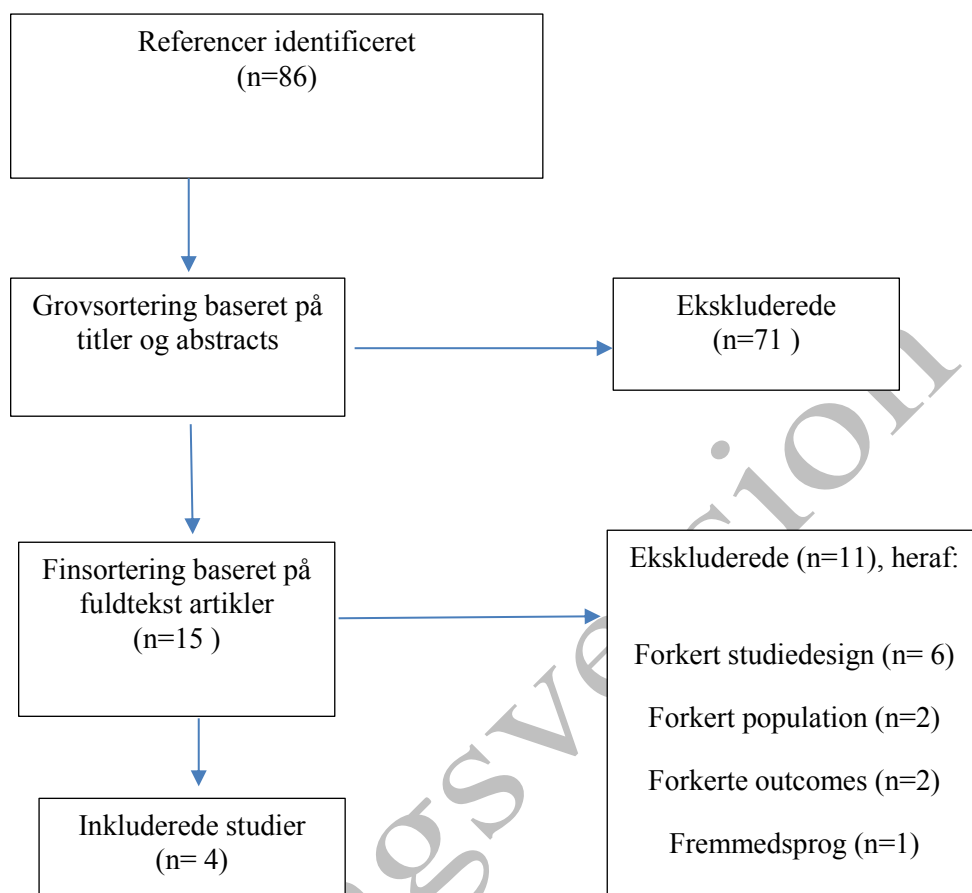 Referencer identificeret
(n=86)
Grovsortering baseret på
titler og abstracts
Ekskluderede
(n=71 )
Finsortering baseret på
fuldtekst artikler
(n=15 )
Ekskluderede (n=11), heraf:
Forkert studiedesign (n= 6)
Forkert population (n=2)
Forkerte outcomes (n=2)
Fremmedsprog (n=1)
Inkluderede studier
(n= 4)